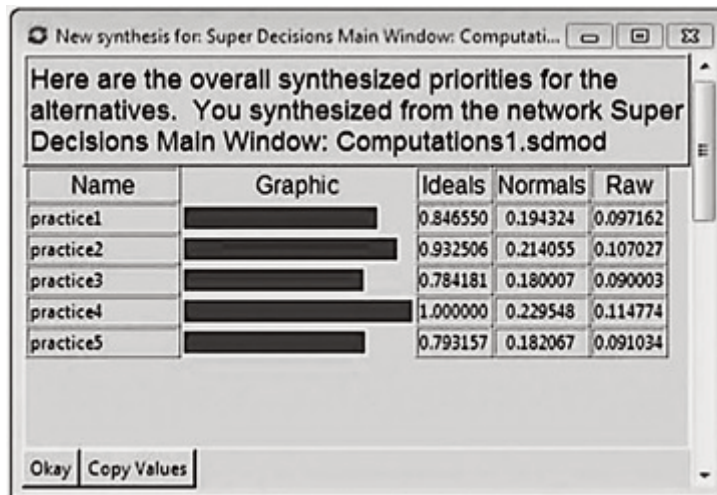 New synthesis for: Super Decisions Main Window: Computati...
Here are the overall synthesized priorities for the
alternatives. You synthesized from the network Super
Decisions Main Window: Computations1.sdmod
Name Graphic Ideals Normals Raw
practice1 0.846550 0.194324 0.097162
practice2 0.932506 0.214055 0.107027
practice3 0.784181 0.180007 0.090003
practice4 1.000000 0.229548 0.114774
practice5 0.793157 0.182067 0.091034
Okay Copy Values